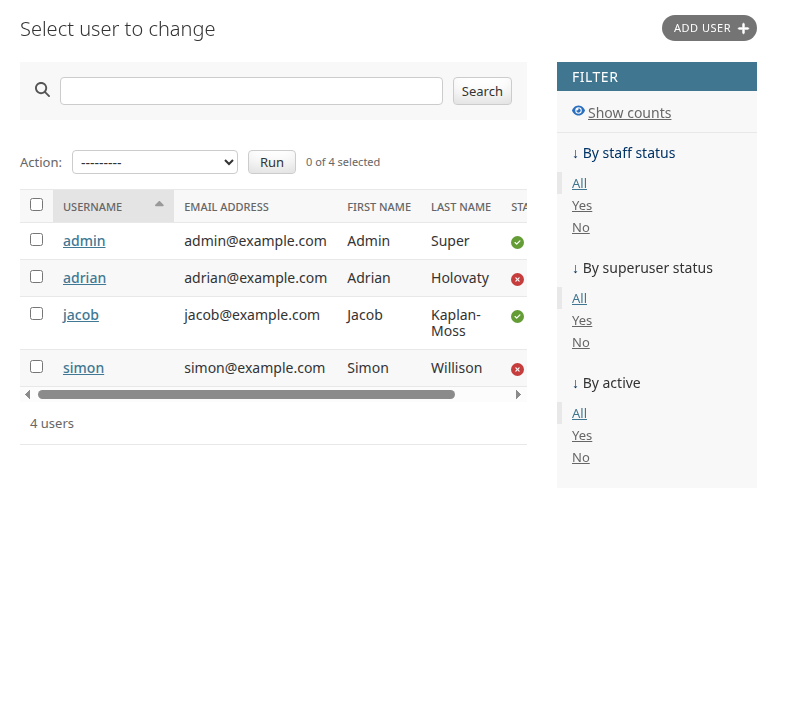 Select user to change
ADD USER
Search
FILTER
Show counts
↓ By staff status
All
Yes
No
↓ By superuser status
All
Yes
No
↓ By active
All
Yes
No
Action: --------- Run 0 of 4 selected
USERNAME EMAIL ADDRESS FIRST NAME LAST NAME STA
admin admin@example.com Admin Super
adrian adrian@example.com Adrian Holovaty
jacob jacob@example.com Jacob Kaplan-
Moss
simon simon@example.com Simon Willison
4 users